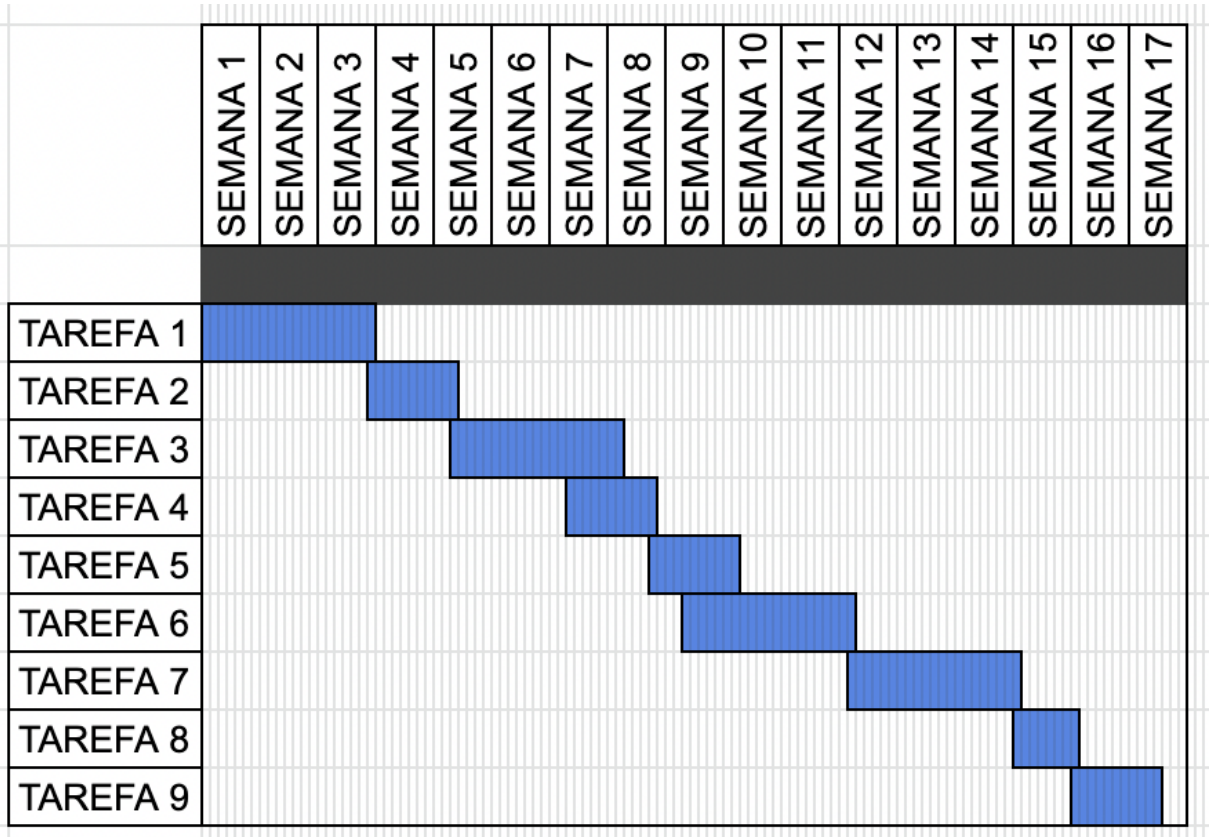 SEMANA 1
SEMANA 2
SEMANA 3
SEMANA 4
SEMANA 5
SEMANA 6
SEMANA 7
SEMANA 8
SEMANA 9
SEMANA 10
SEMANA 11
SEMANA 12
SEMANA 13
SEMANA 14
SEMANA 15
SEMANA 16
SEMANA 17
TAREFA 1
TAREFA 2
TAREFA 3
TAREFA 4
TAREFA 5
TAREFA 6
TAREFA 7
TAREFA 8
TAREFA 9